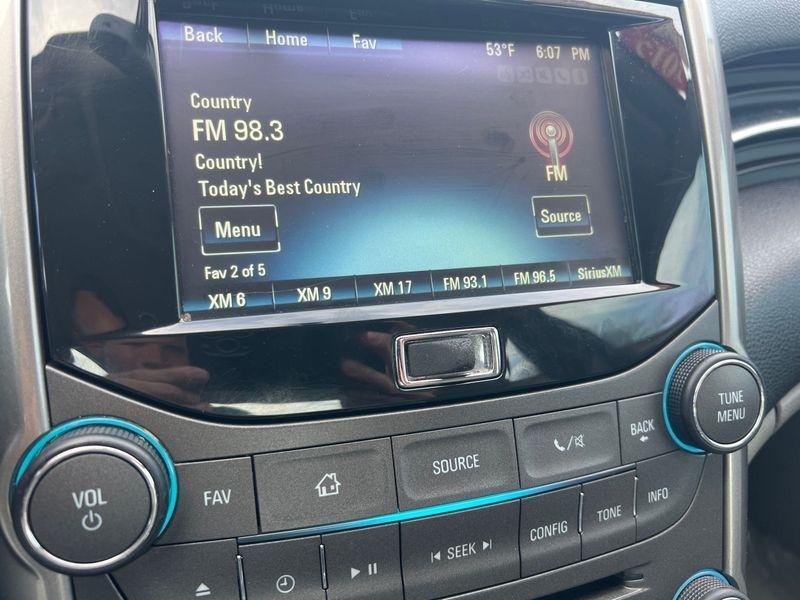 Back Home Fav 53°F 6:07 PM
Country
FM 98.3
Country!
Today's Best Country
FM
Menu Source
Fav 2 of 5
XM 6 XM 9 XM 17 FM 93.1 FM 96.5 SiriusXM
TUNE
MENU
VOL
FAV SOURCE BACK
SEEK CONFIG TONE INFO